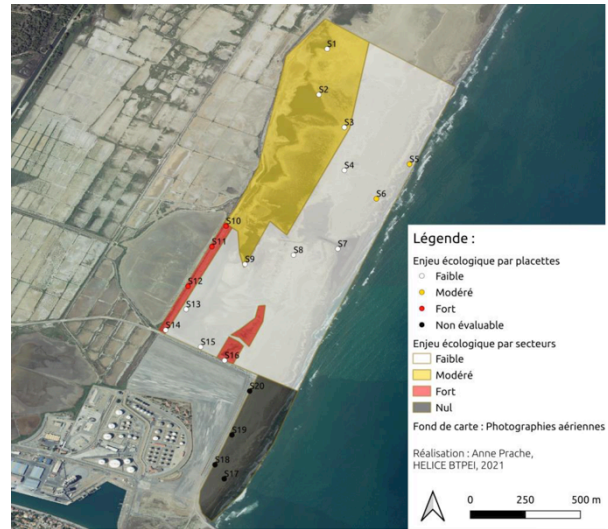 S1
S2
S3
S4
S5
S6
S10
S11
S7
S8
S9
S12
S13
S14
S15
S16
S20
S19
S18
S17
Légende :
Enjeu écologique par placettes
Faible
Modéré
Fort
Non évaluable
Enjeu écologique par secteurs
Faible
Modéré
Fort
Nul
Fond de carte : Photographies aériennes
Réalisation : Anne Prache,
HELICE BTPEI, 2021
0 250 500 m